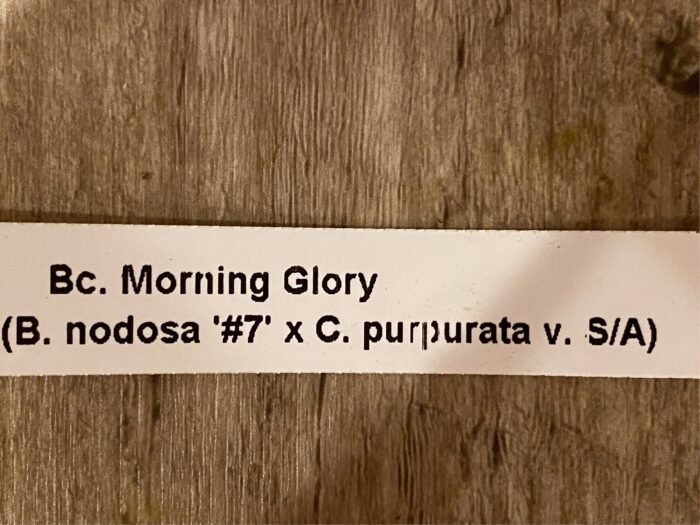 Bc. Morning Glory
(B. nodosa '#7' x C. purpurata v. S/A)